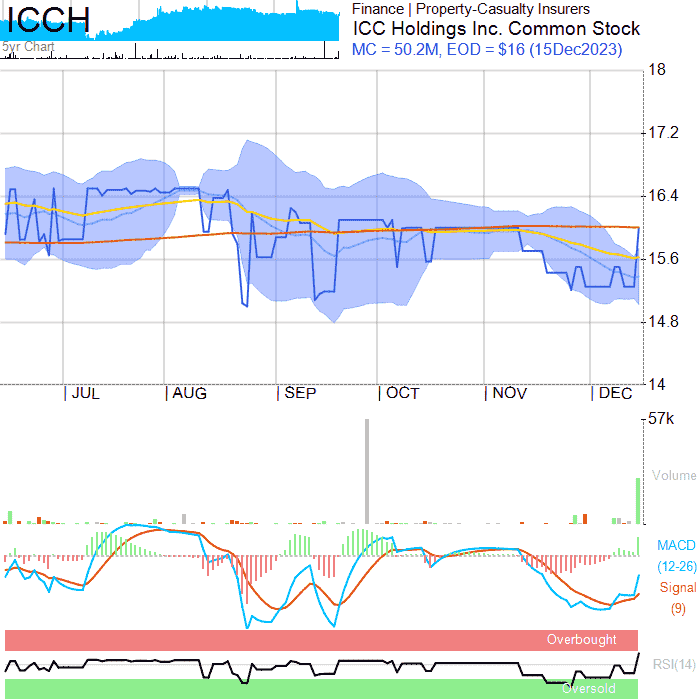 ICCH
5yr Chart
Finance | Property-Casualty Insurers
ICC Holdings Inc. Common Stock
MC = 50.2M, EOD = $16 (15Dec2023)
18
17.2
16.4
15.6
14.8
14
| JUL | AUG | SEP | OCT | NOV | DEC
57k
Volume
MACD
(12-26)
Signal
(9)
Overbought
RSI(14)
Oversold